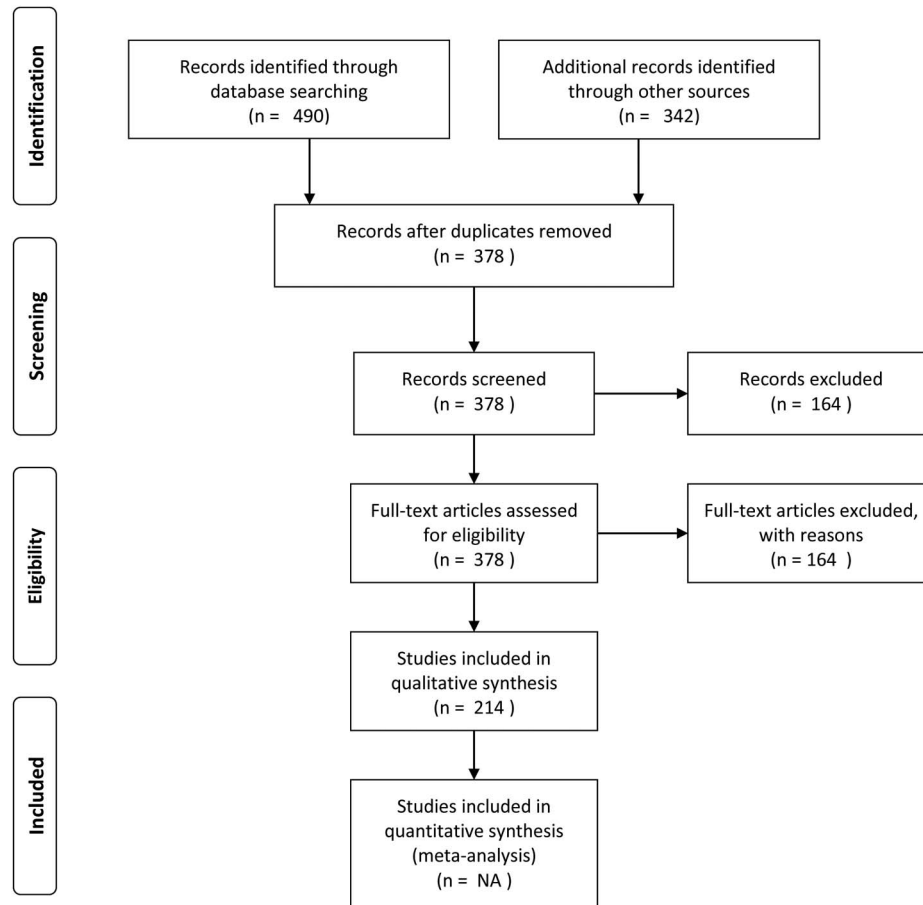 Identification
Records identified through
database searching
(n = 490)
Additional records identified
through other sources
(n = 342)
Records after duplicates removed
(n = 378 )
Screening
Records screened
(n = 378 )
Records excluded
(n = 164 )
Eligibility
Full-text articles assessed
for eligibility
(n = 378 )
Full-text articles excluded,
with reasons
(n = 164 )
Studies included in
qualitative synthesis
(n = 214 )
Included
Studies included in
quantitative synthesis
(meta-analysis)
(n = NA )